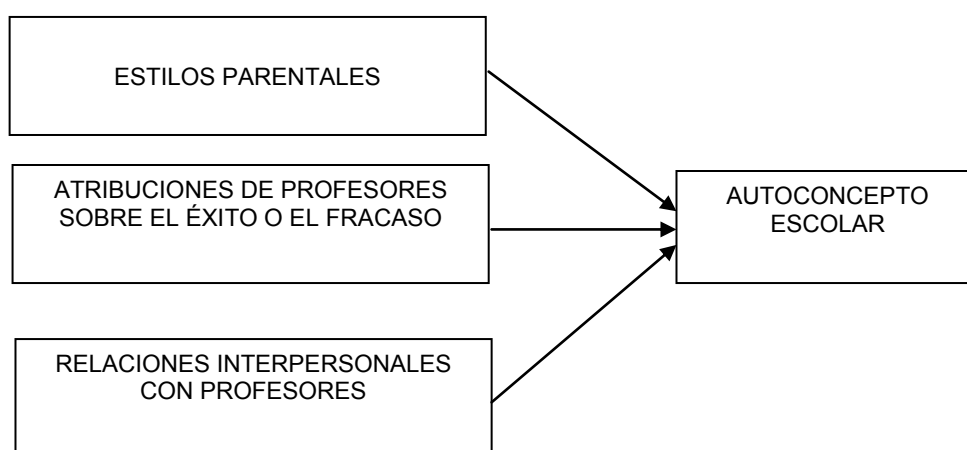 ESTILOS PARENTALES
ATRIBUCIONES DE PROFESORES
SOBRE EL ÉXITO O EL FRACASO
AUTOCONCEPTO
ESCOLAR
RELACIONES INTERPERSONALES
CON PROFESORES